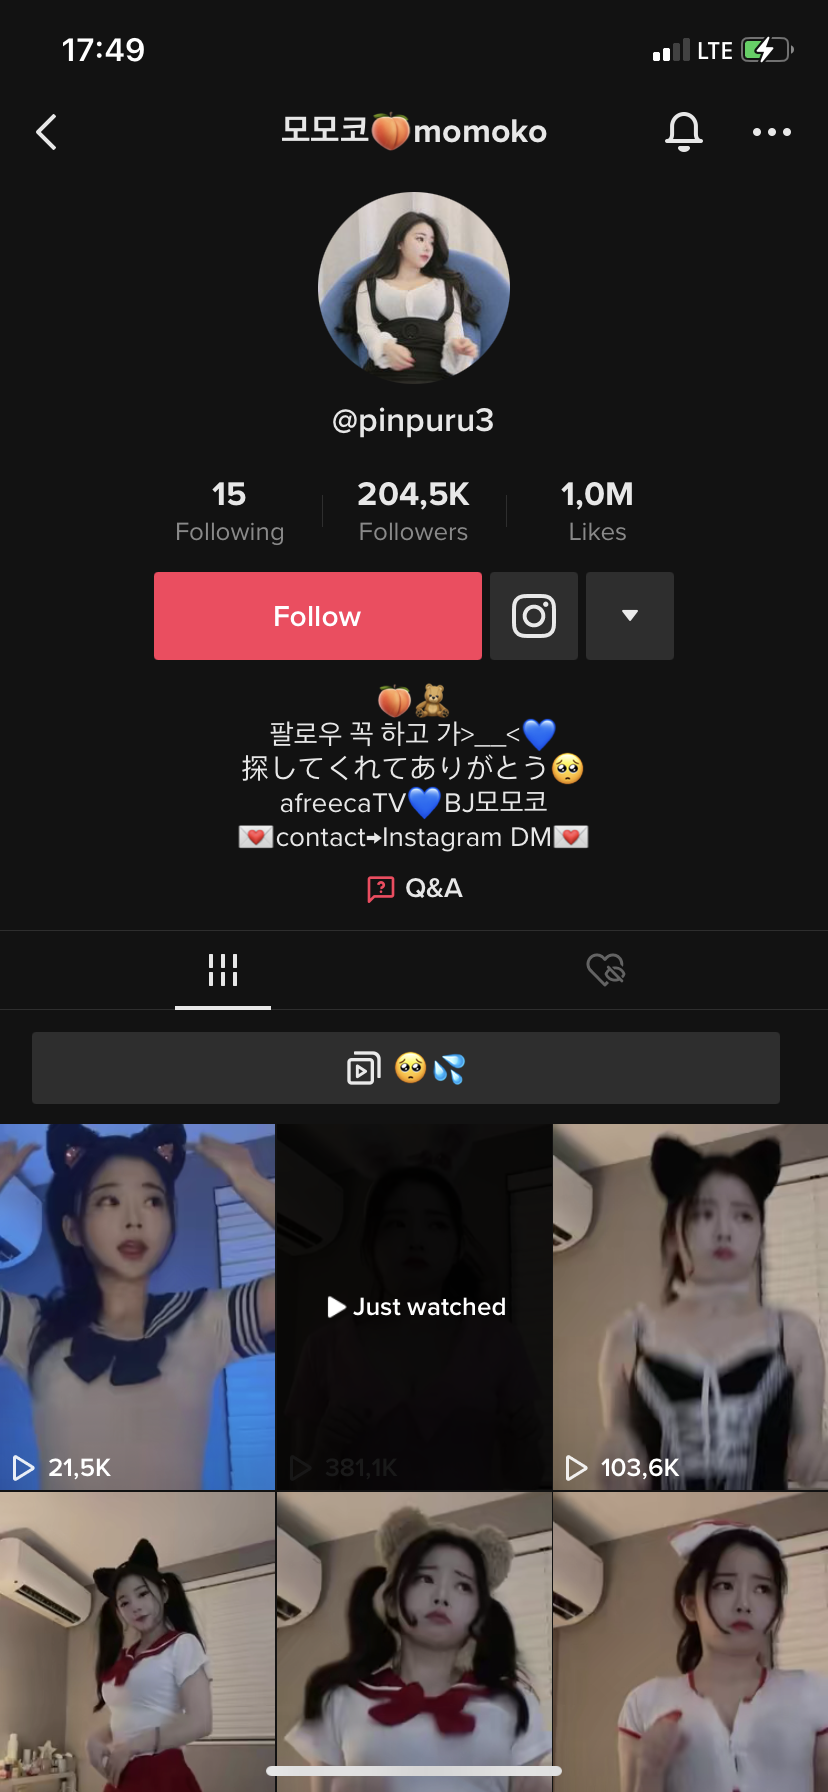 17:49
LTE
모모코🍑momoko
@pinpuru3
15
Following
204,5K
Followers
1,0M
Likes
Follow
🍑🧸
팔로우 꼭 하고 가>__<💙
探してくれてありがとう🥺
afreecaTV💙BJ모모코
💌contact➡Instagram DM💌
Q&A
🥺💦
Just watched
21,5K
381,1K
103,6K